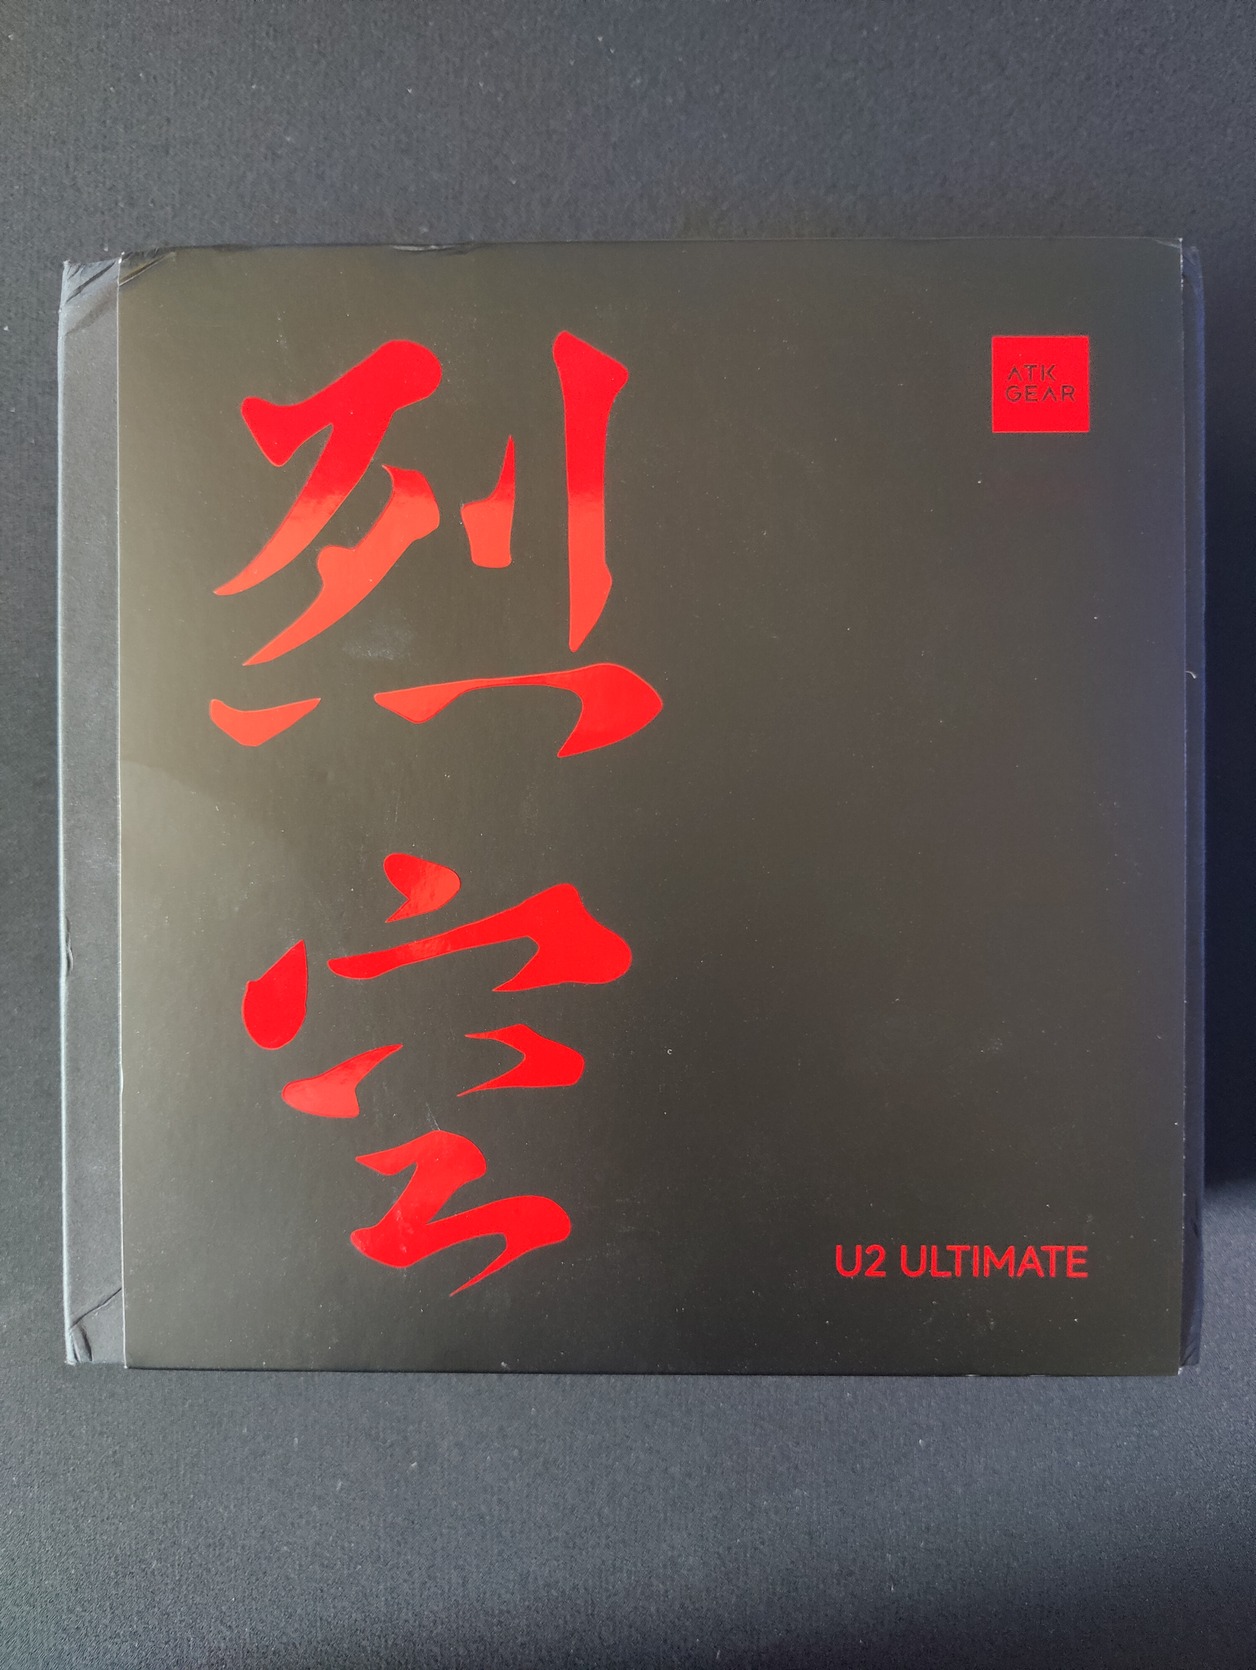 烈空
ATK
GEAR
U2 ULTIMATE